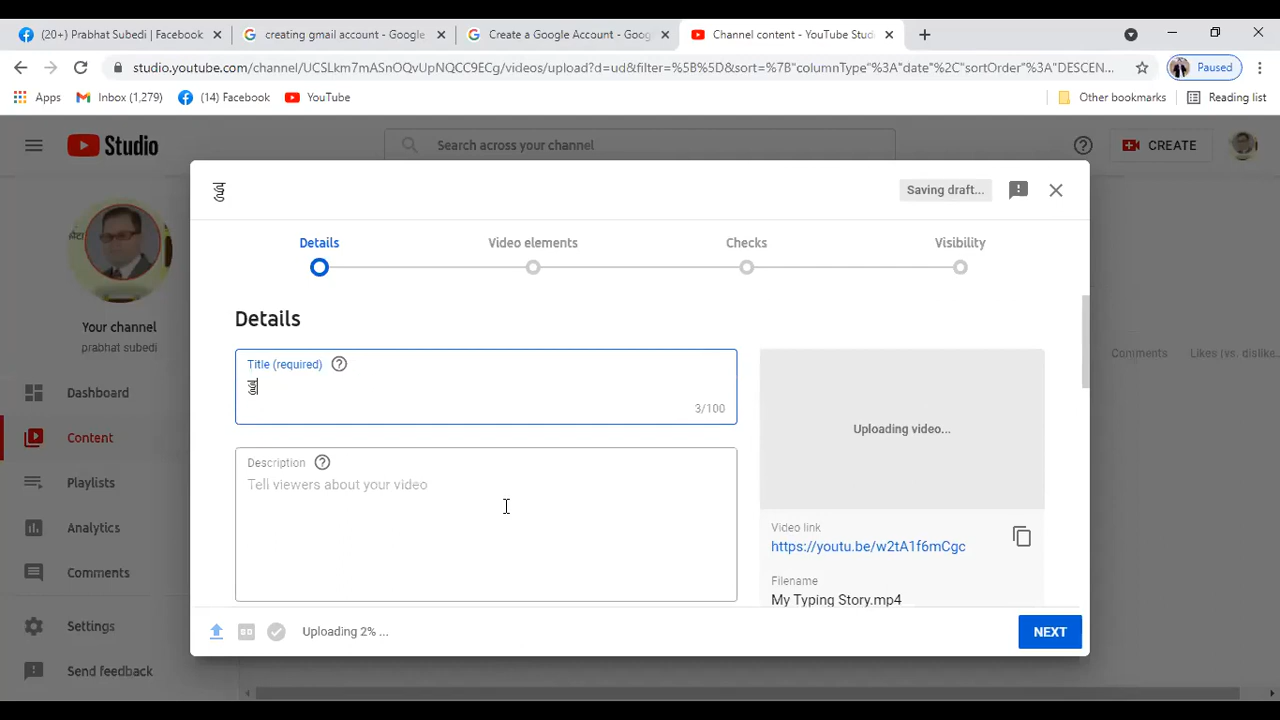 (20+) Prabhat Subedi | Facebook
creating gmail account - Google
Create a Google Account - Goog
Channel content - YouTube Studi
studio.youtube.com/channel/UCSLkm7mASnOQvUpNQCC9ECg/videos/upload?d=ud&filter=%5B%5D&sort=%7B"columnType"%3A"date"%2C"sortOrder"%3A"DESCEN...
Paused
Apps
Inbox (1,279)
(14) Facebook
YouTube
Other bookmarks
Reading list
Studio
Search across your channel
CREATE
Saving draft...
Details
Video elements
Checks
Visibility
Your channel
prabhat subedi
Dashboard
Content
Playlists
Analytics
Comments
Settings
Send feedback
Details
Title (required)
3/100
Description
Tell viewers about your video
Uploading video...
Video link
https://youtu.be/w2tA1f6mCgc
Filename
My Typing Story.mp4
Uploading 2% ...
NEXT
Comments
Likes (vs. dislike...